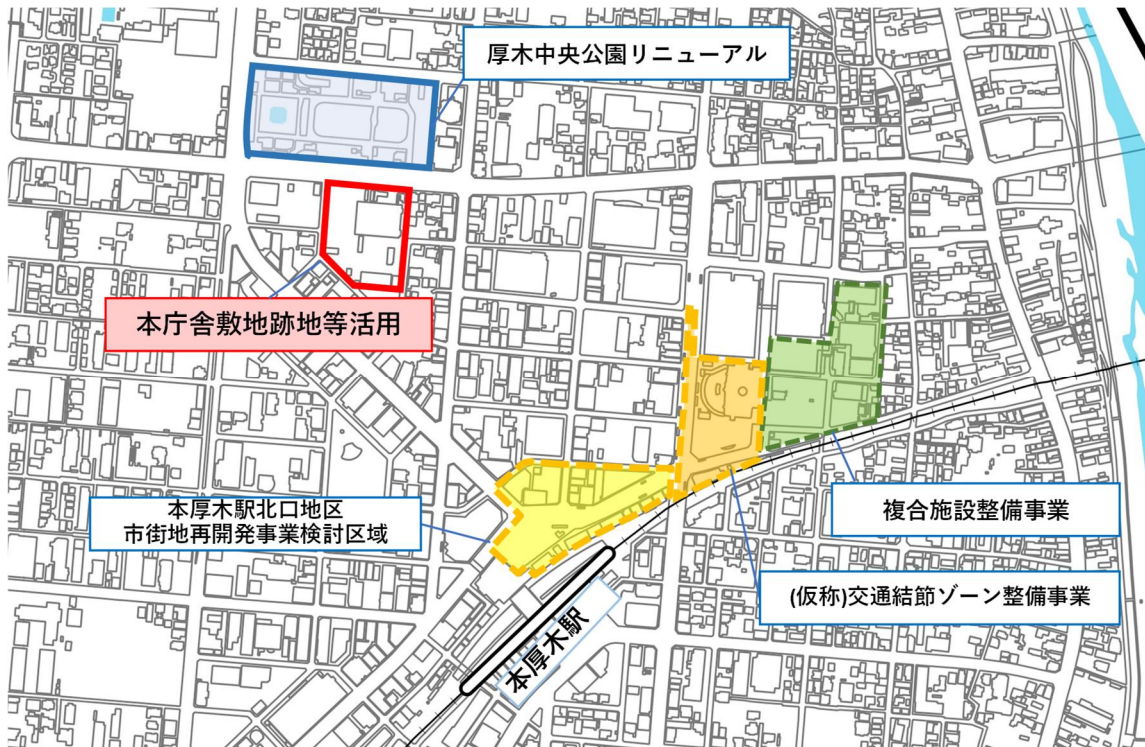 厚木中央公園リニューアル
本庁舎敷地跡地等活用
本厚木駅北口地区
市街地再開発事業検討区域
複合施設整備事業
(仮称)交通結節ゾーン整備事業
本厚木駅